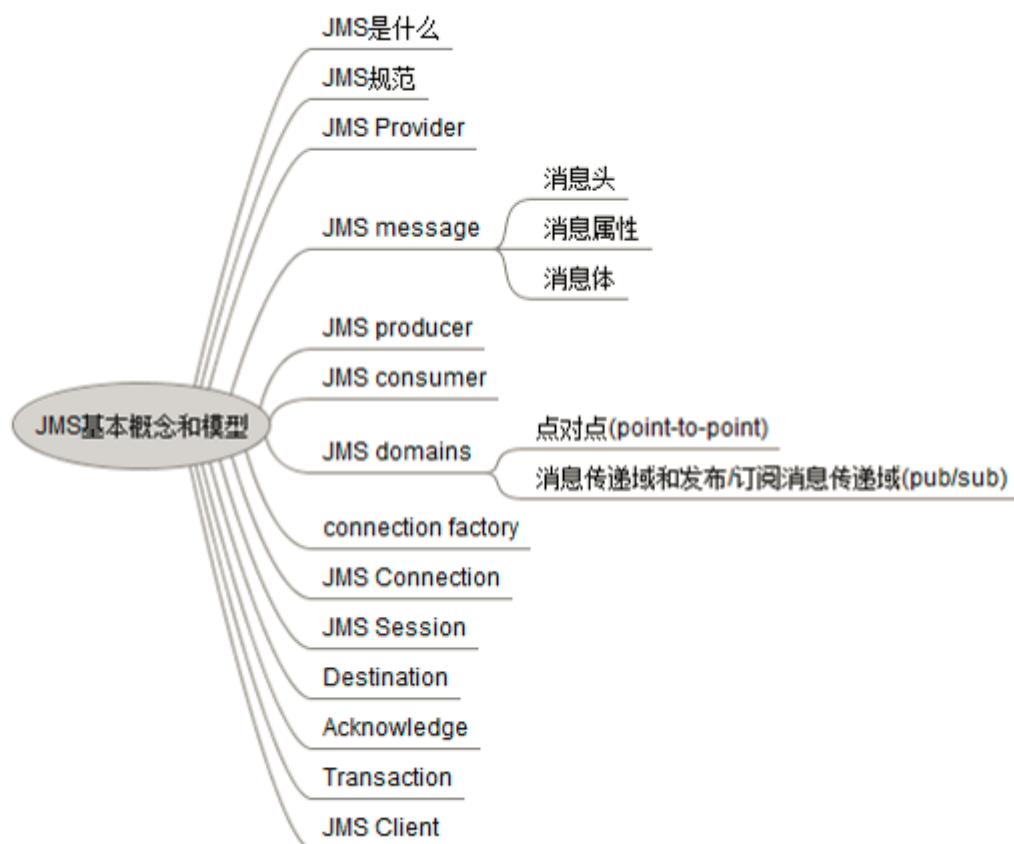 JMS是什么
JMS规范
JMS Provider
JMS message
消息头
消息属性
消息体
JMS producer
JMS consumer
JMS基本概念和模型
JMS domains
点对点(point-to-point)
消息传递域和发布/订阅消息传递域(pub/sub)
connection factory
JMS Connection
JMS Session
Destination
Acknowledge
Transaction
JMS Client